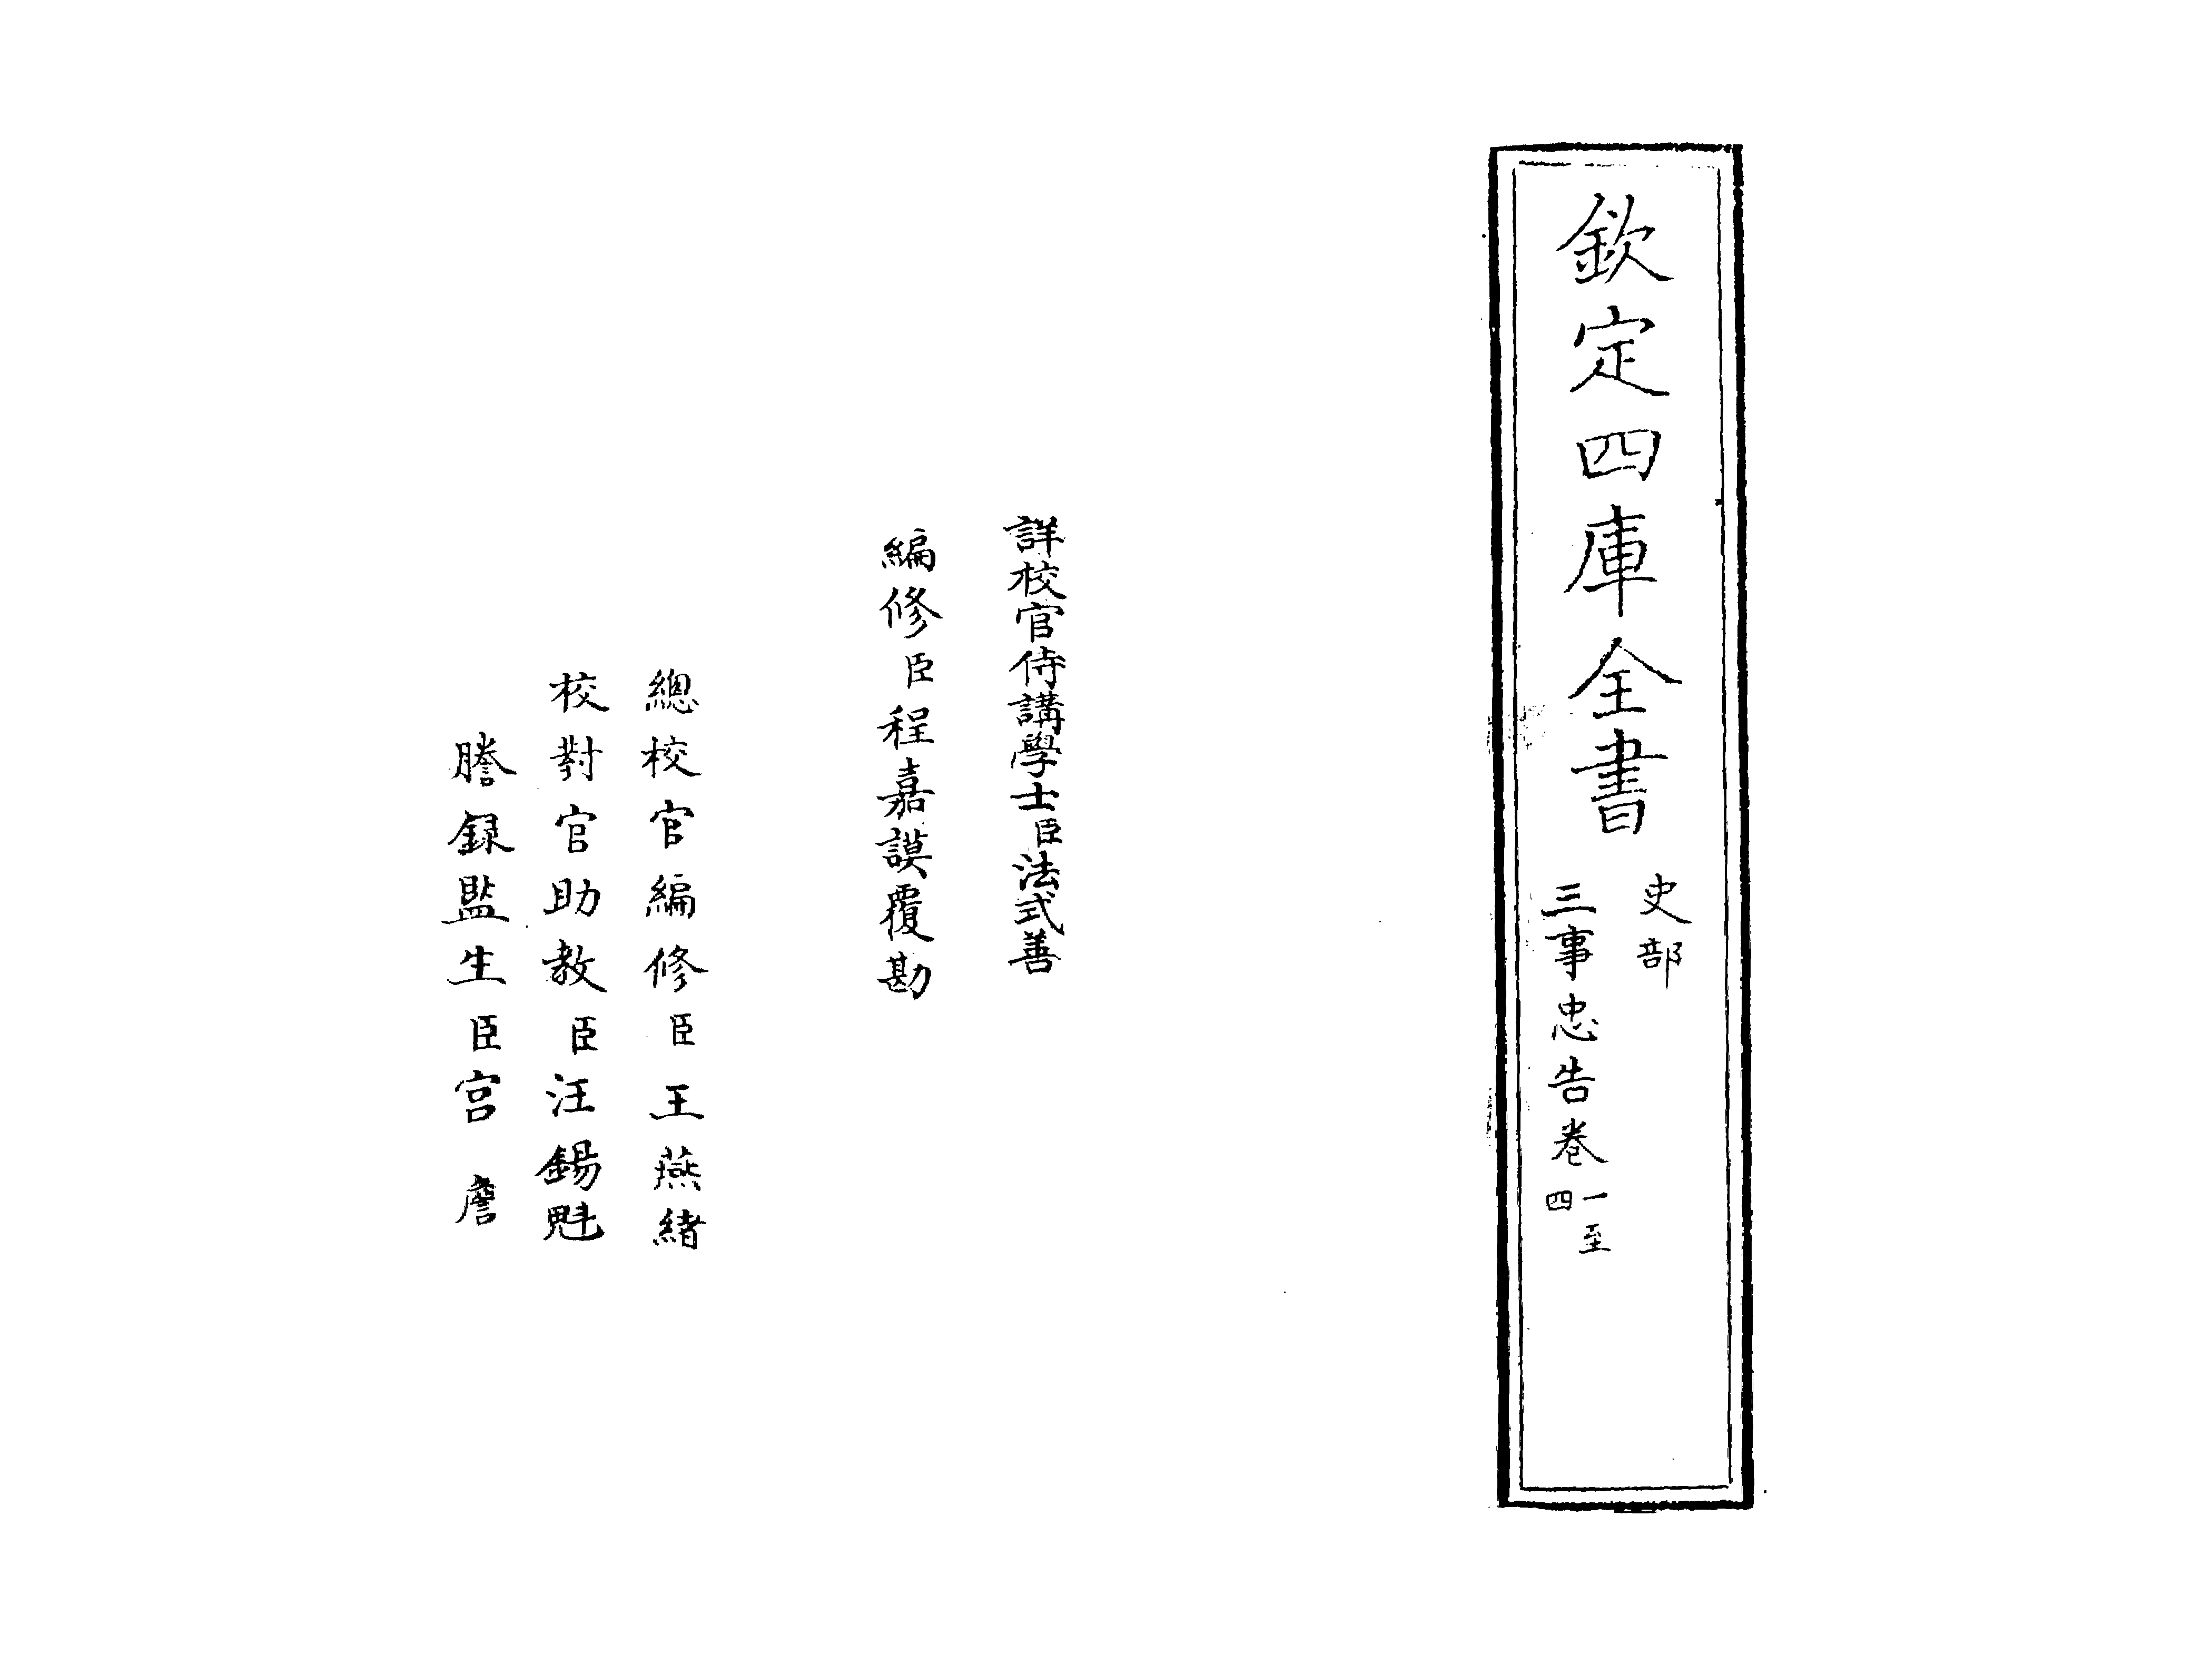 欽定四庫全書
史部
三事忠告卷一至四
詳校官侍講學士臣法式善
編修臣程嘉謨覆勘
總校官編修臣王燕緒
校對官助教臣汪錫魁
謄録監生臣宫詹